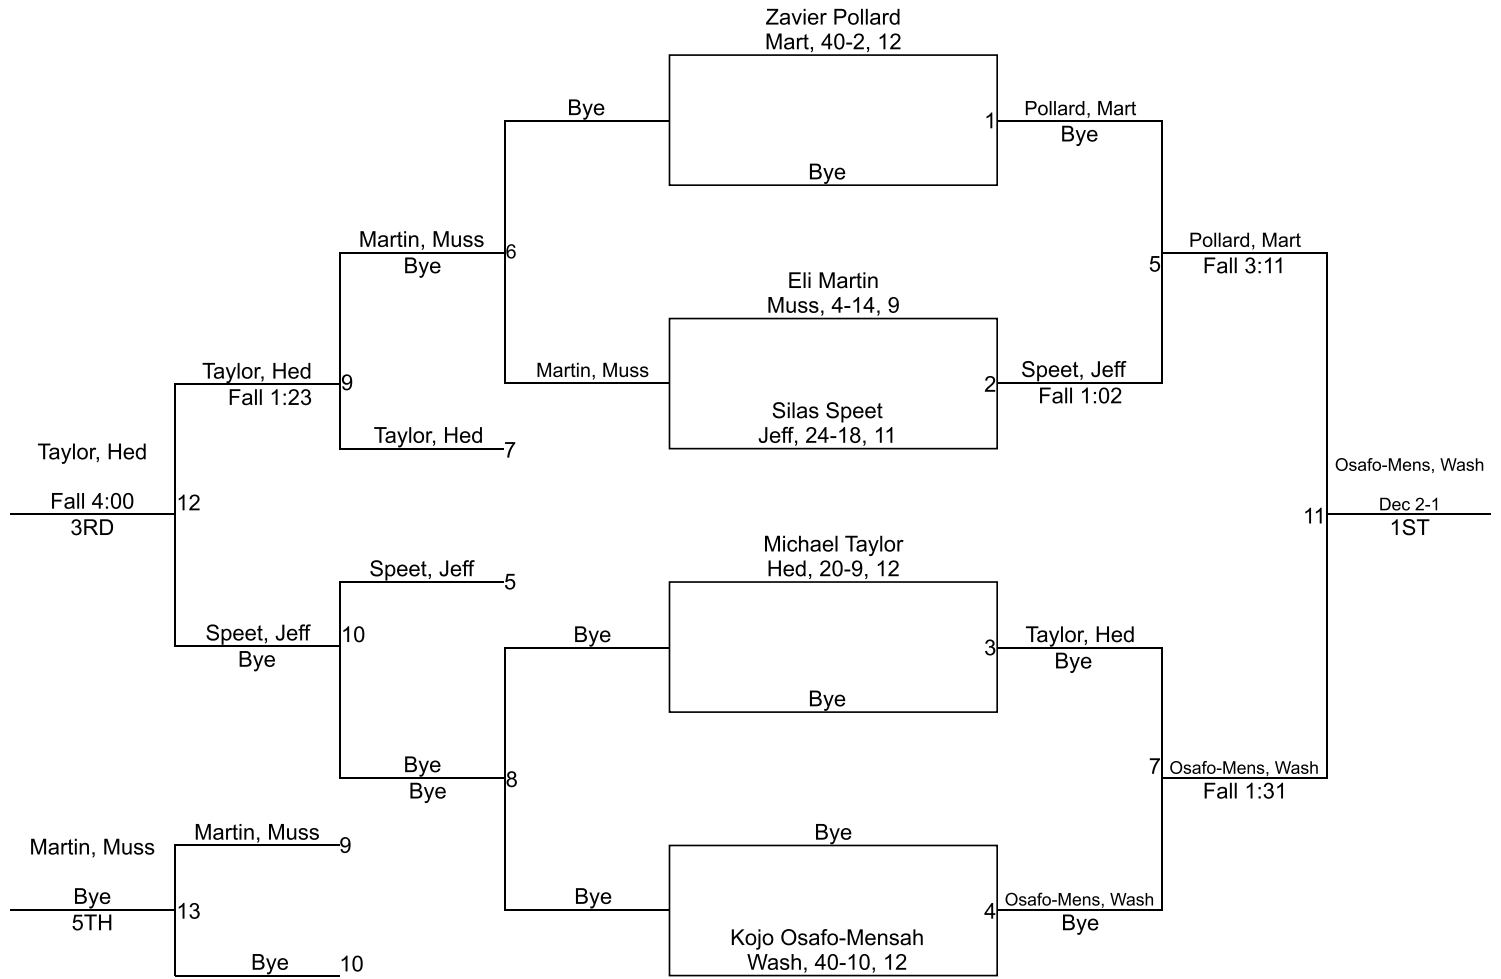 Zavier Pollard
Mart, 40-2, 12
Bye
1
Pollard, Mart
Bye
Bye
Martin, Muss
Bye
6
Pollard, Mart
Fall 3:11
5
Eli Martin
Muss, 4-14, 9
Taylor, Hed
Fall 1:23
9
Martin, Muss
2
Speet, Jeff
Fall 1:02
Silas Speet
Jeff, 24-18, 11
Taylor, Hed
7
Taylor, Hed
Fall 4:00
3RD
12
Osafo-Mens, Wash
Dec 2-1
1ST
11
Michael Taylor
Hed, 20-9, 12
Speet, Jeff
5
Speet, Jeff
Bye
10
Bye
3
Taylor, Hed
Bye
Bye
Bye
Bye
8
7
Osafo-Mens, Wash
Fall 1:31
Martin, Muss
9
Bye
Martin, Muss
Bye
5TH
13
Bye
4
Osafo-Mens, Wash
Bye
Kojo Osafo-Mensah
Wash, 40-10, 12
Bye
10